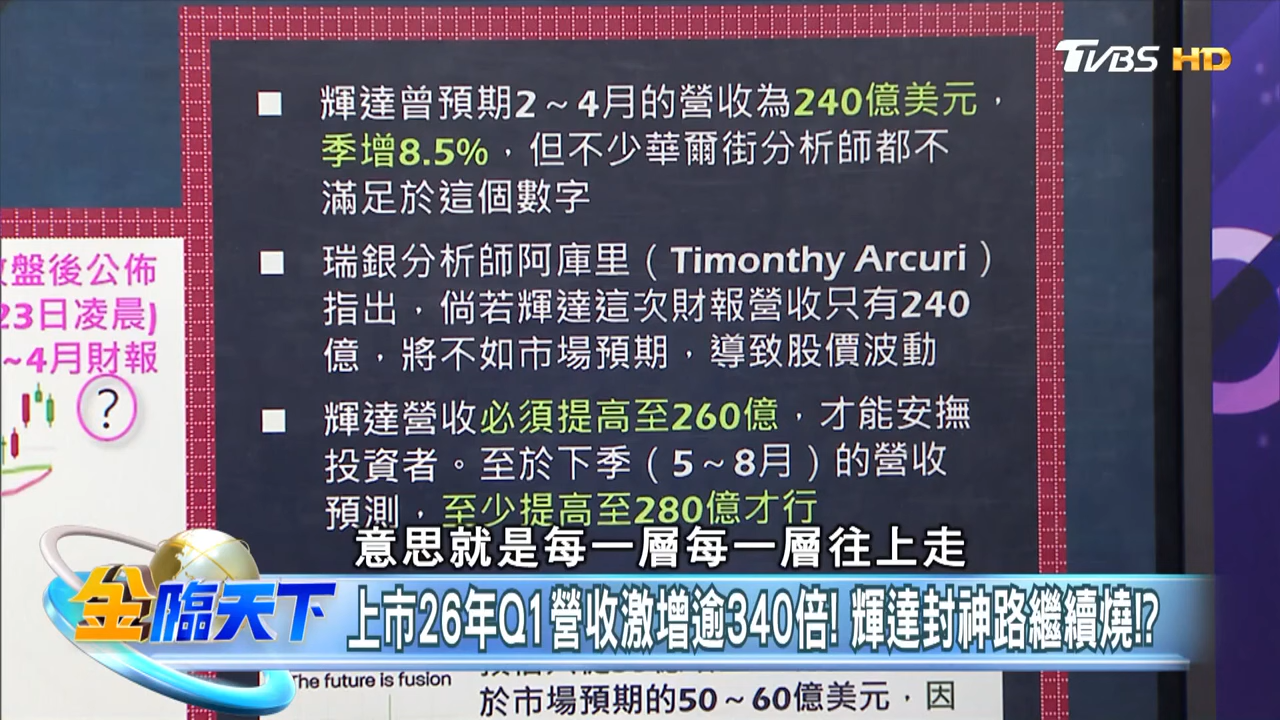 TVBS HD
■ 輝達曾預期2～4月的營收為240億美元，
季增8.5%，但不少華爾街分析師都不
滿足於這個數字
■ 瑞銀分析師阿庫里（Timonthy Arcuri）
指出，倘若輝達這次財報營收只有240
億，將不如市場預期，導致股價波動
■ 輝達營收必須提高至260億，才能安撫
投資者。至於下季（5～8月）的營收
預測，至少提高至280億才行
盤後公佈
23日凌晨)
~4月財報
?
意思就是每一層每一層往上走
金臨天下
上市26年Q1營收激增逾340倍! 輝達封神路繼續燒!?
The future is fusion
於市場預期的50～60億美元，因